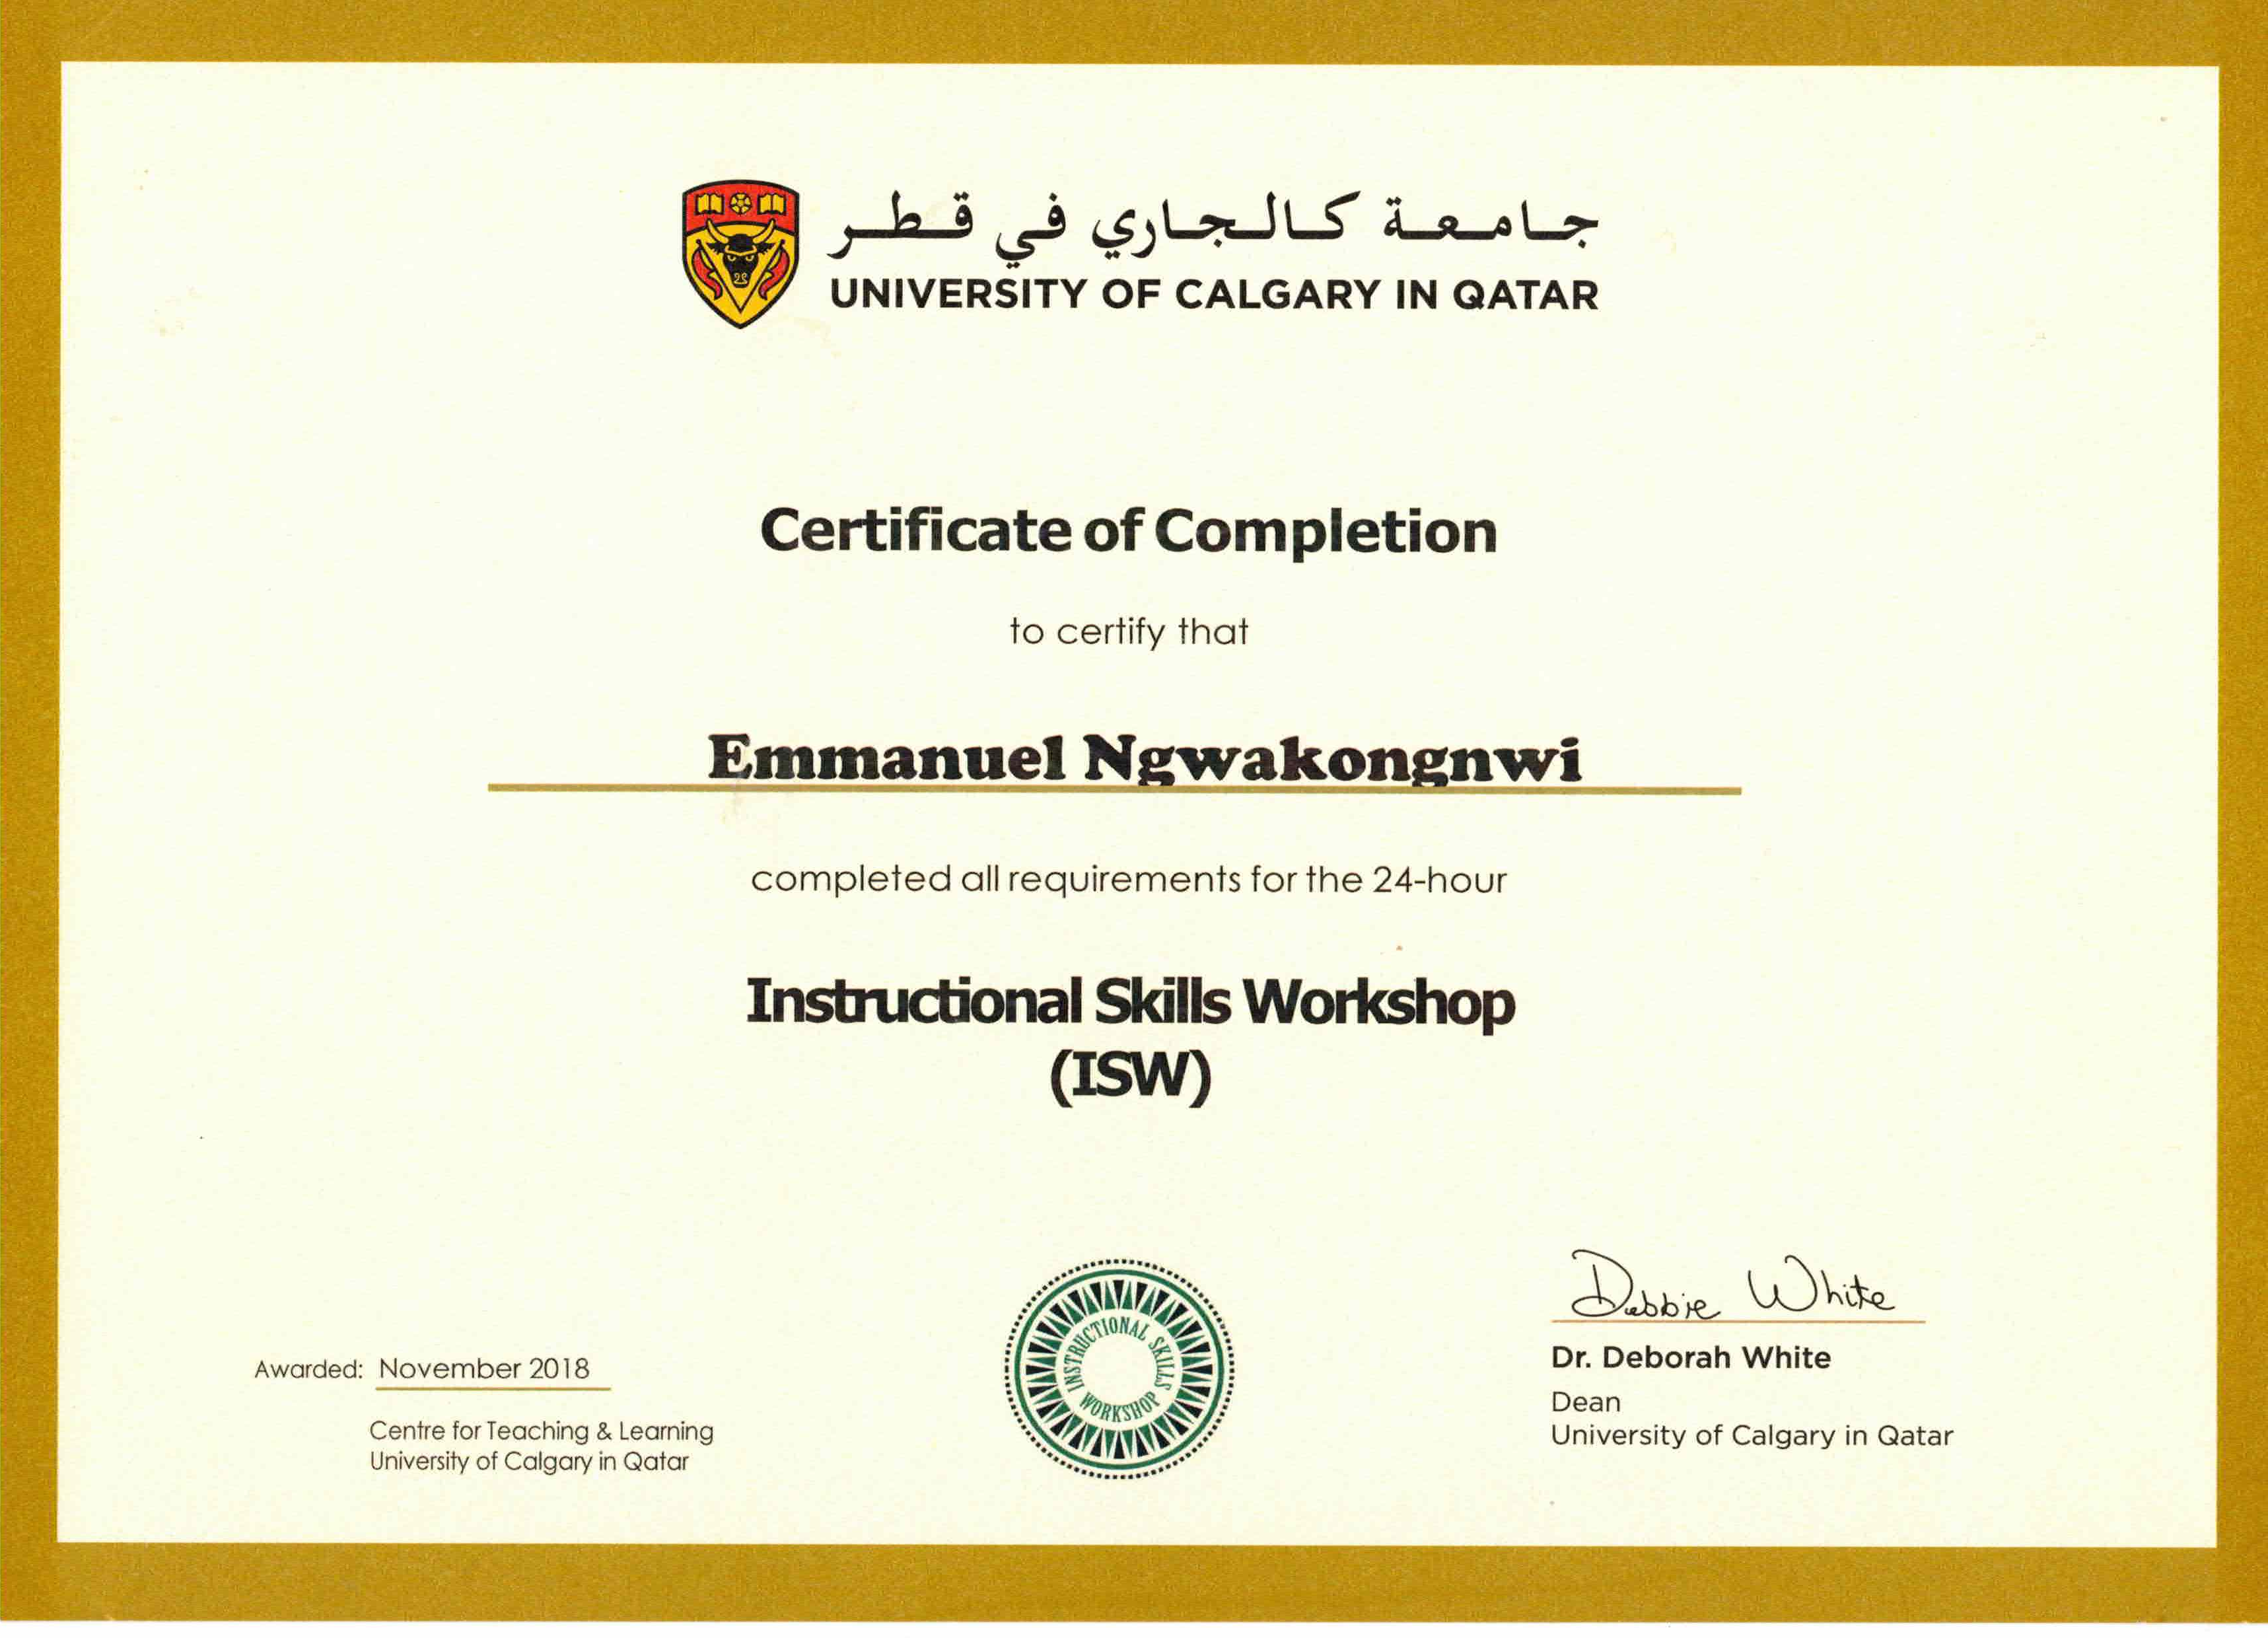 جامعة كالجاري في قطر
UNIVERSITY OF CALGARY IN QATAR
Certificate of Completion
to certify that
Emmanuel Ngwakongnwi
completed all requirements for the 24-hour
Instructional Skills Workshop
(ISW)
Debbie White
Awarded: November 2018
Centre for Teaching & Learning
University of Calgary in Qatar
INSTRUCTIONAL SKILLS WORKSHOP
Dr. Deborah White
Dean
University of Calgary in Qatar